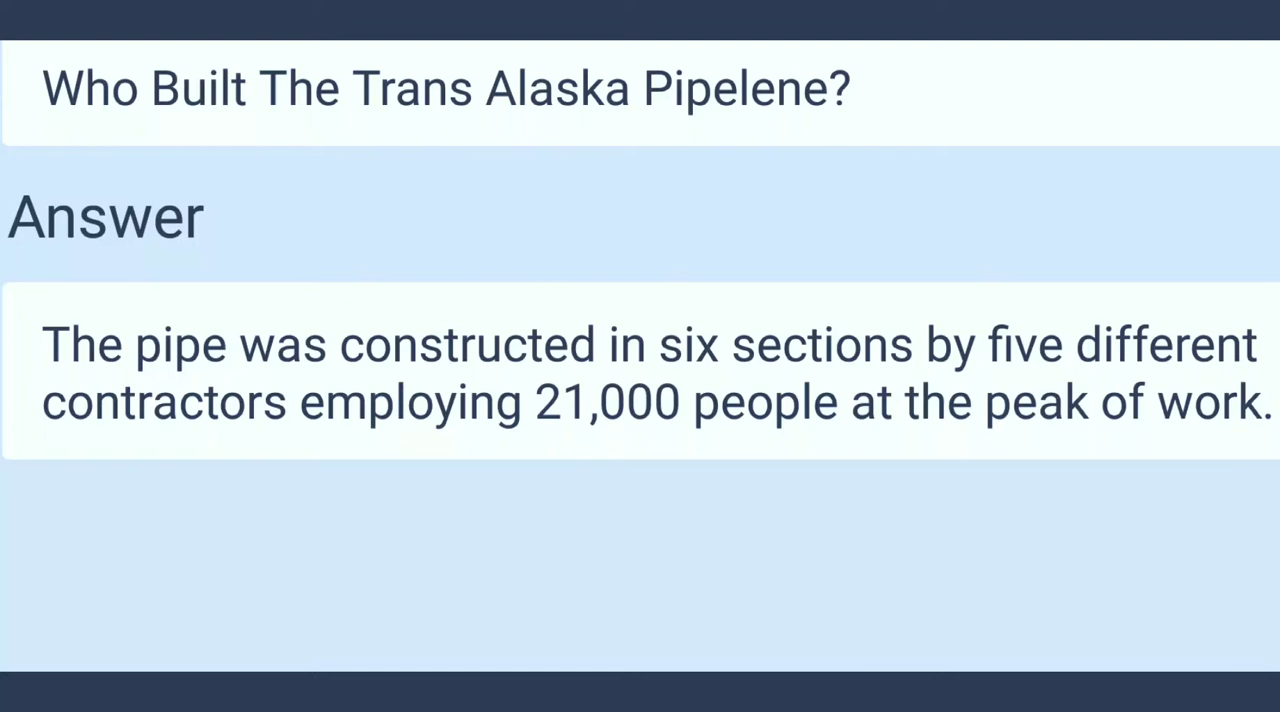 Who Built The Trans Alaska Pipelene?
Answer
The pipe was constructed in six sections by five different
contractors employing 21,000 people at the peak of work.